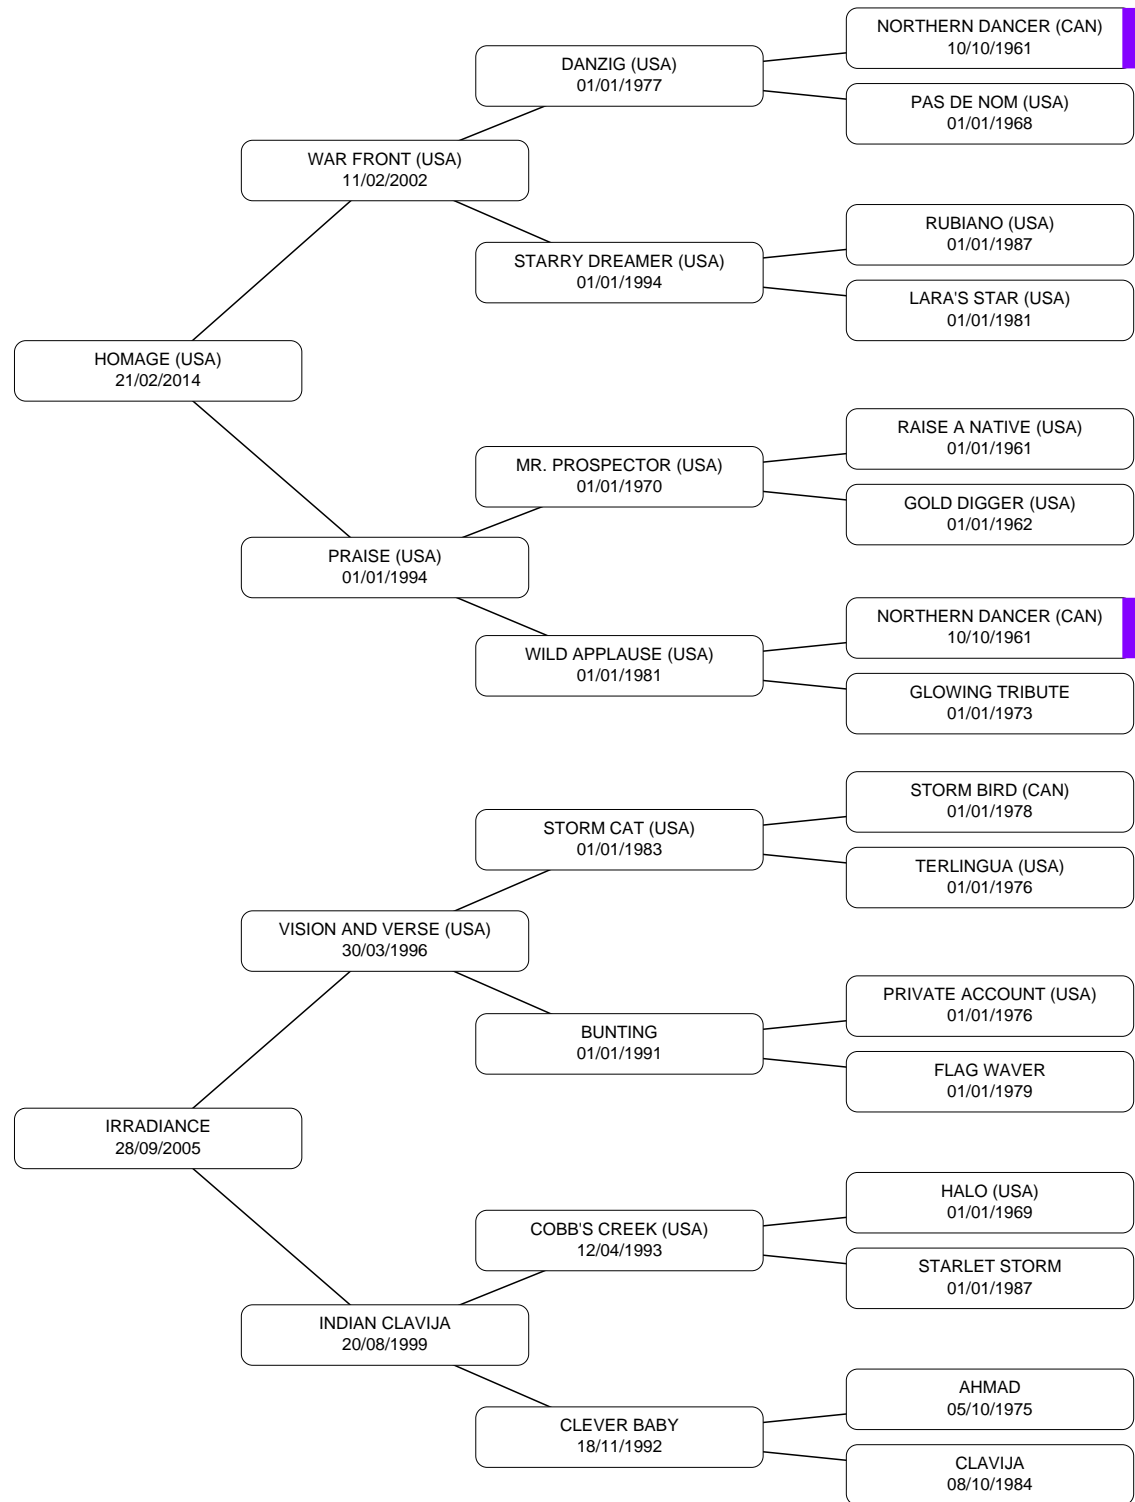 NORTHERN DANCER (CAN)
10/10/1961
DANZIG (USA)
01/01/1977
PAS DE NOM (USA)
01/01/1968
WAR FRONT (USA)
11/02/2002
RUBIANO (USA)
01/01/1987
STARRY DREAMER (USA)
01/01/1994
LARA'S STAR (USA)
01/01/1981
HOMAGE (USA)
21/02/2014
RAISE A NATIVE (USA)
01/01/1961
MR. PROSPECTOR (USA)
01/01/1970
GOLD DIGGER (USA)
01/01/1962
PRAISE (USA)
01/01/1994
NORTHERN DANCER (CAN)
10/10/1961
WILD APPLAUSE (USA)
01/01/1981
GLOWING TRIBUTE
01/01/1973
STORM BIRD (CAN)
01/01/1978
STORM CAT (USA)
01/01/1983
TERLINGUA (USA)
01/01/1976
VISION AND VERSE (USA)
30/03/1996
PRIVATE ACCOUNT (USA)
01/01/1976
BUNTING
01/01/1991
FLAG WAVER
01/01/1979
IRRADIANCE
28/09/2005
HALO (USA)
01/01/1969
COBB'S CREEK (USA)
12/04/1993
STARLET STORM
01/01/1987
INDIAN CLAVIJA
20/08/1999
AHMAD
05/10/1975
CLEVER BABY
18/11/1992
CLAVIJA
08/10/1984